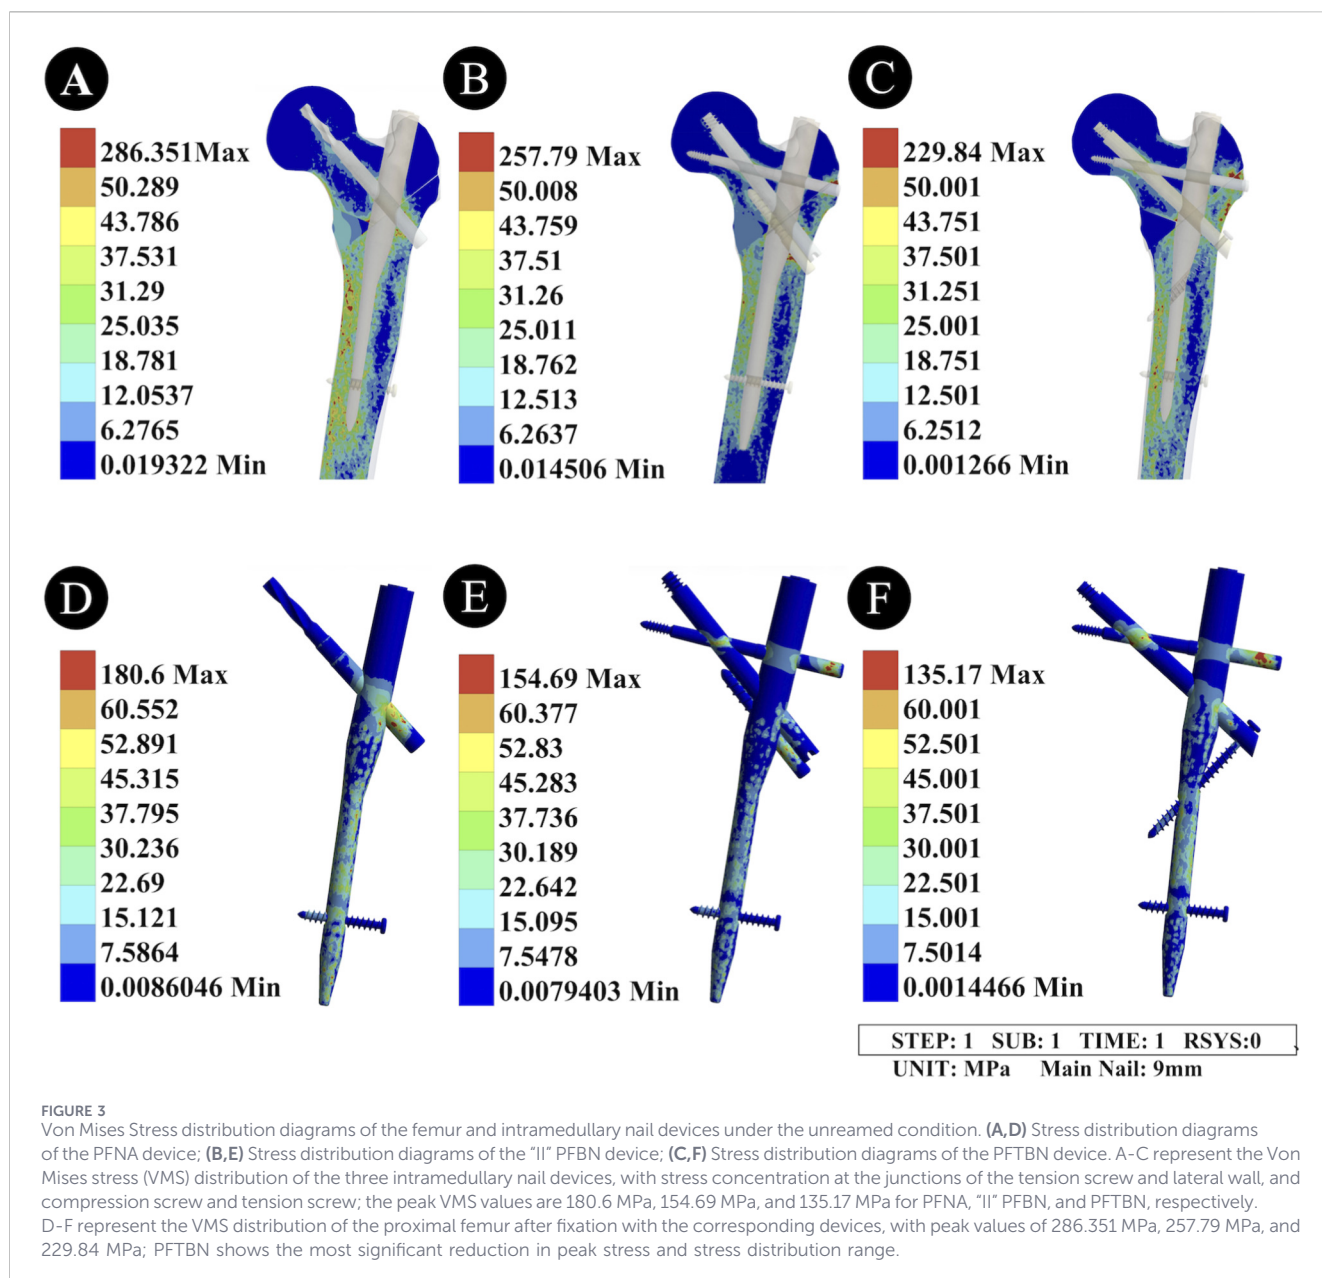 A
286.351Max
50.289
43.786
37.531
31.29
25.035
18.781
12.0537
6.2765
0.019322 Min
B
257.79 Max
50.008
43.759
37.51
31.26
25.011
18.762
12.513
6.2637
0.014506 Min
C
229.84 Max
50.001
43.751
37.501
31.251
25.001
18.751
12.501
6.2512
0.001266 Min
D
180.6 Max
60.552
52.891
45.315
37.795
30.236
22.69
15.121
7.5864
0.0086046 Min
E
154.69 Max
60.377
52.83
45.283
37.736
30.189
22.642
15.095
7.5478
0.0079403 Min
F
135.17 Max
60.001
52.501
45.001
37.501
30.001
22.501
15.001
7.5014
0.0014466 Min
STEP: 1 SUB: 1 TIME: 1 RSYS:0
UNIT: MPa Main Nail: 9mm
FIGURE 3
Von Mises Stress distribution diagrams of the femur and intramedullary nail devices under the unreamed condition. (A,D) Stress distribution diagrams
of the PFNA device; (B,E) Stress distribution diagrams of the “II” PFBN device; (C,F) Stress distribution diagrams of the PFTBN device. A-C represent the Von
Mises stress (VMS) distribution of the three intramedullary nail devices, with stress concentration at the junctions of the tension screw and lateral wall, and
compression screw and tension screw; the peak VMS values are 180.6 MPa, 154.69 MPa, and 135.17 MPa for PFNA, “II” PFBN, and PFTBN, respectively.
D-F represent the VMS distribution of the proximal femur after fixation with the corresponding devices, with peak values of 286.351 MPa, 257.79 MPa, and
229.84 MPa; PFTBN shows the most significant reduction in peak stress and stress distribution range.